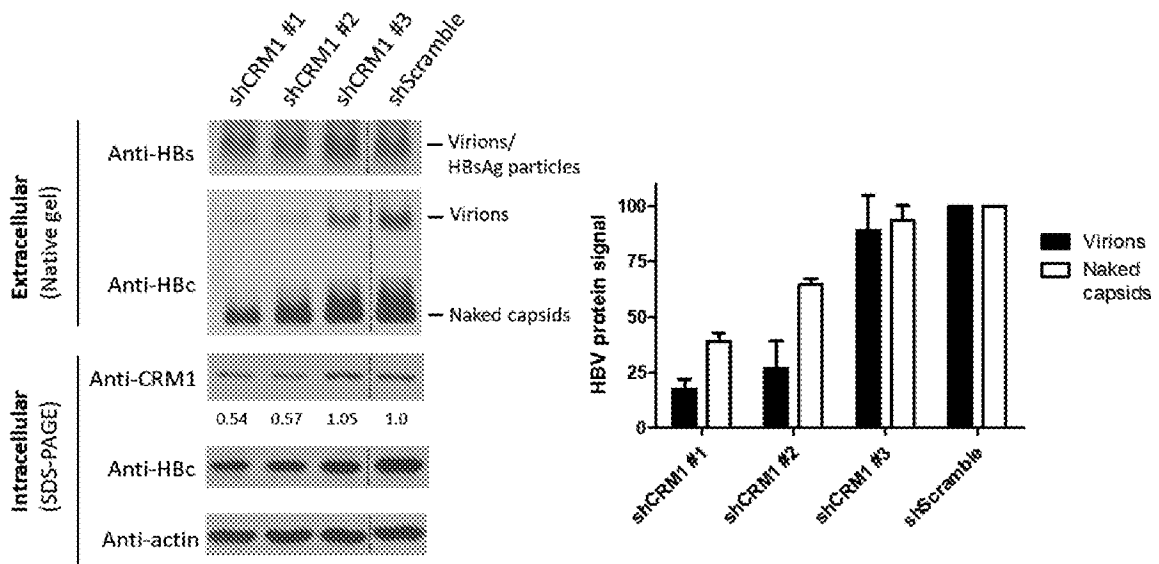 shCRM1 #1
shCRM1 #2
shCRM1 #3
shScramble
Extracellular
(Native gel)
Anti-HBs
Virions/
HBsAg particles
Anti-HBc
Virions
Naked capsids
Intracellular
(SDS-PAGE)
Anti-CRM1
0.54 0.57 1.05 1.0
Anti-HBc
Anti-actin
HBV protein signal
100
75
50
25
0
shCRM1 #1
shCRM1 #2
shCRM1 #3
shScramble
Virions
Naked
capsids